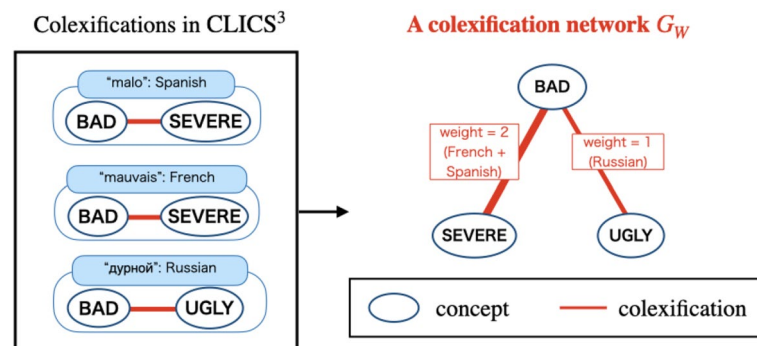 Colexifications in CLICS³
"malo": Spanish
BAD SEVERE
"mauvais": French
BAD SEVERE
"дурной": Russian
BAD UGLY
A colexification network G_W
BAD
weight = 2
(French +
Spanish)
weight = 1
(Russian)
SEVERE UGLY
concept colexification